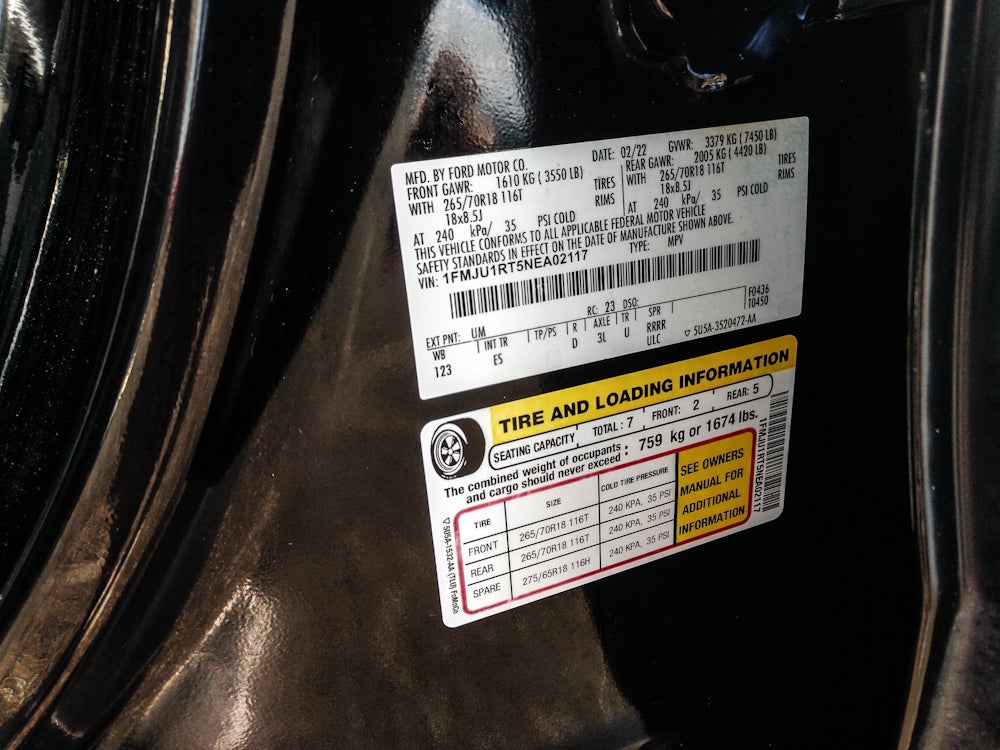 MFD. BY FORD MOTOR CO.
DATE: 02/22 GVWR: 3379 KG ( 7450 LB)
FRONT GAWR: 1610 KG ( 3550 LB)
REAR GAWR: 2005 KG ( 4420 LB)
WITH 265/70R18 116T TIRES
WITH 265/70R18 116T TIRES
18x8.5J RIMS
18x8.5J RIMS
AT 240 kPa/ 35 PSI COLD
AT 240 kPa/ 35 PSI COLD
THIS VEHICLE CONFORMS TO ALL APPLICABLE FEDERAL MOTOR VEHICLE
SAFETY STANDARDS IN EFFECT ON THE DATE OF MANUFACTURE SHOWN ABOVE.
VIN: 1FMJU1RT5NEA02117 TYPE: MPV
F0436
T0450
EXT PNT: UM RC: 23 DSO:
WB INT TR TP/PS R AXLE TR SPR
123 ES D 3L U RRRR
ULC
▽ 5U5A-3520472-AA
TIRE AND LOADING INFORMATION
SEATING CAPACITY TOTAL : 7 FRONT: 2 REAR: 5
The combined weight of occupants
and cargo should never exceed : 759 kg or 1674 lbs.
TIRE SIZE COLD TIRE PRESSURE
FRONT 265/70R18 116T 240 KPA, 35 PSI
REAR 265/70R18 116T 240 KPA, 35 PSI
SPARE 275/65R18 116H 240 KPA, 35 PSI
SEE OWNERS
MANUAL FOR
ADDITIONAL
INFORMATION
1FMJU1RT5NEA02117
▽ 5U5A-1532-AA (TLU) FoMoCo